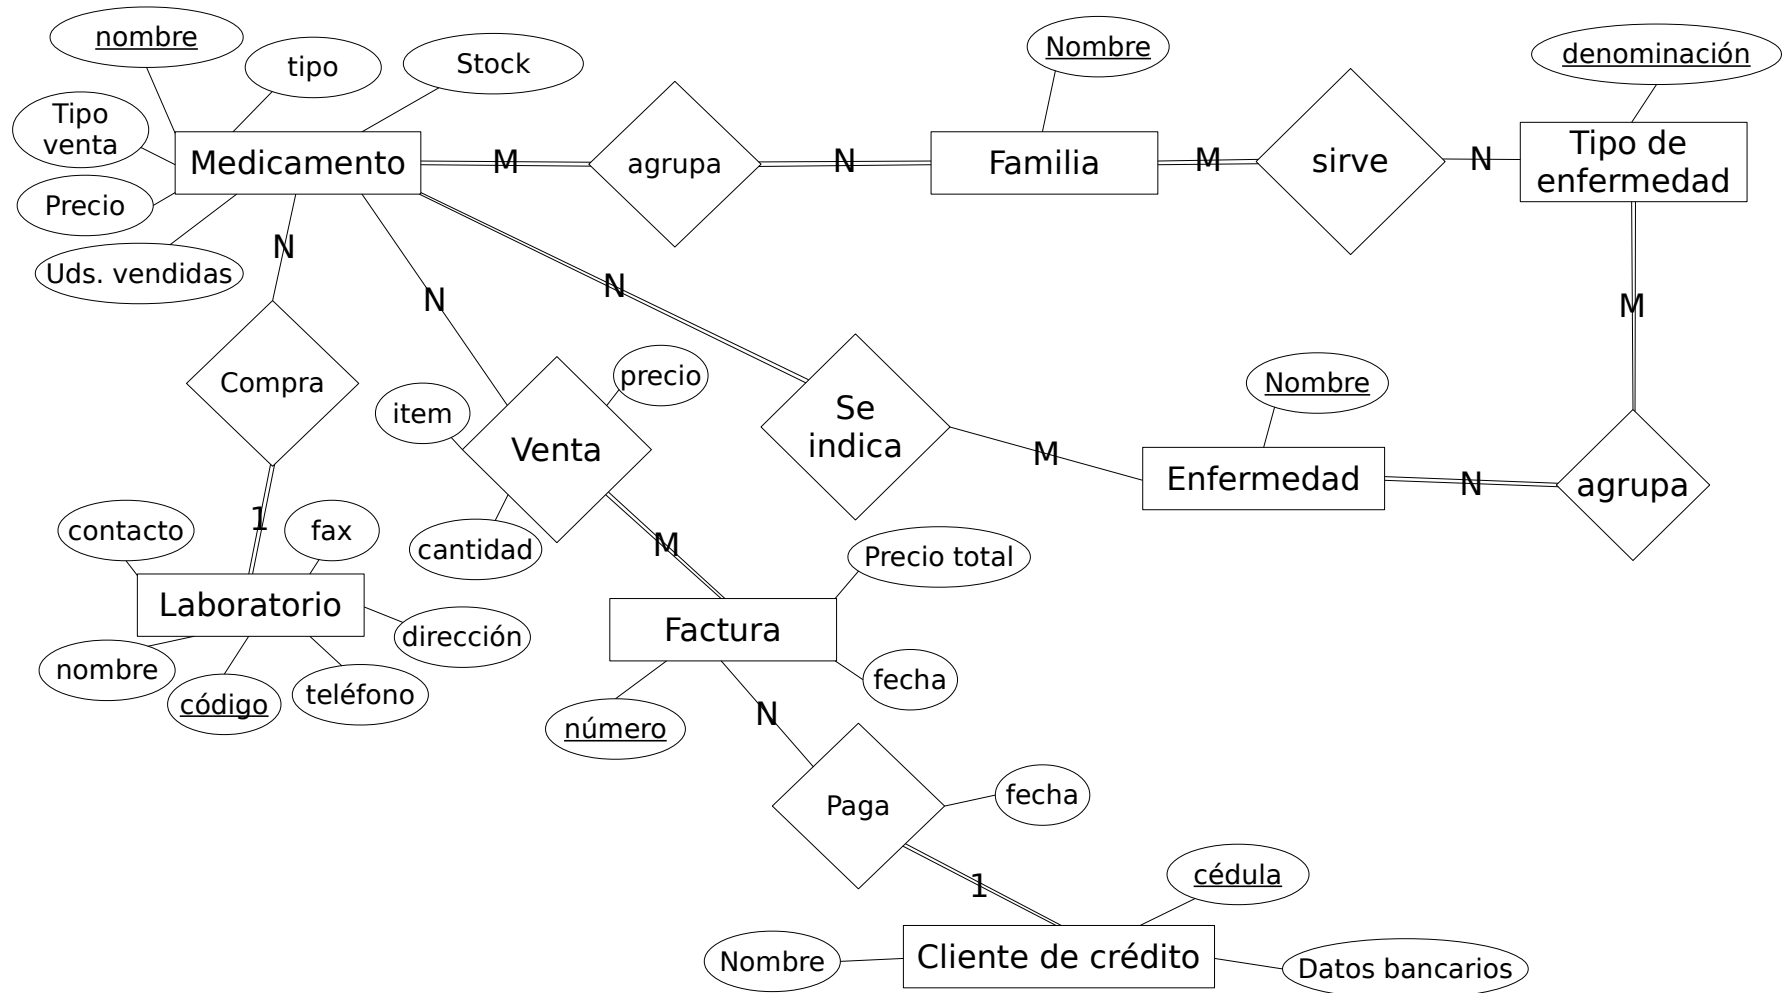 nombre
tipo
Stock
Nombre
denominación
Tipo
venta
Medicamento
M
agrupa
N
Familia
M
sirve
N
Tipo de
enfermedad
Precio
Uds. vendidas
N
N
N
M
Compra
item
precio
Venta
Se
indica
M
Nombre
Enfermedad
N
agrupa
contacto
1
fax
cantidad
M
Precio total
Laboratorio
dirección
Factura
nombre
código
teléfono
fecha
número
N
Paga
fecha
1
cédula
Nombre
Cliente de crédito
Datos bancarios